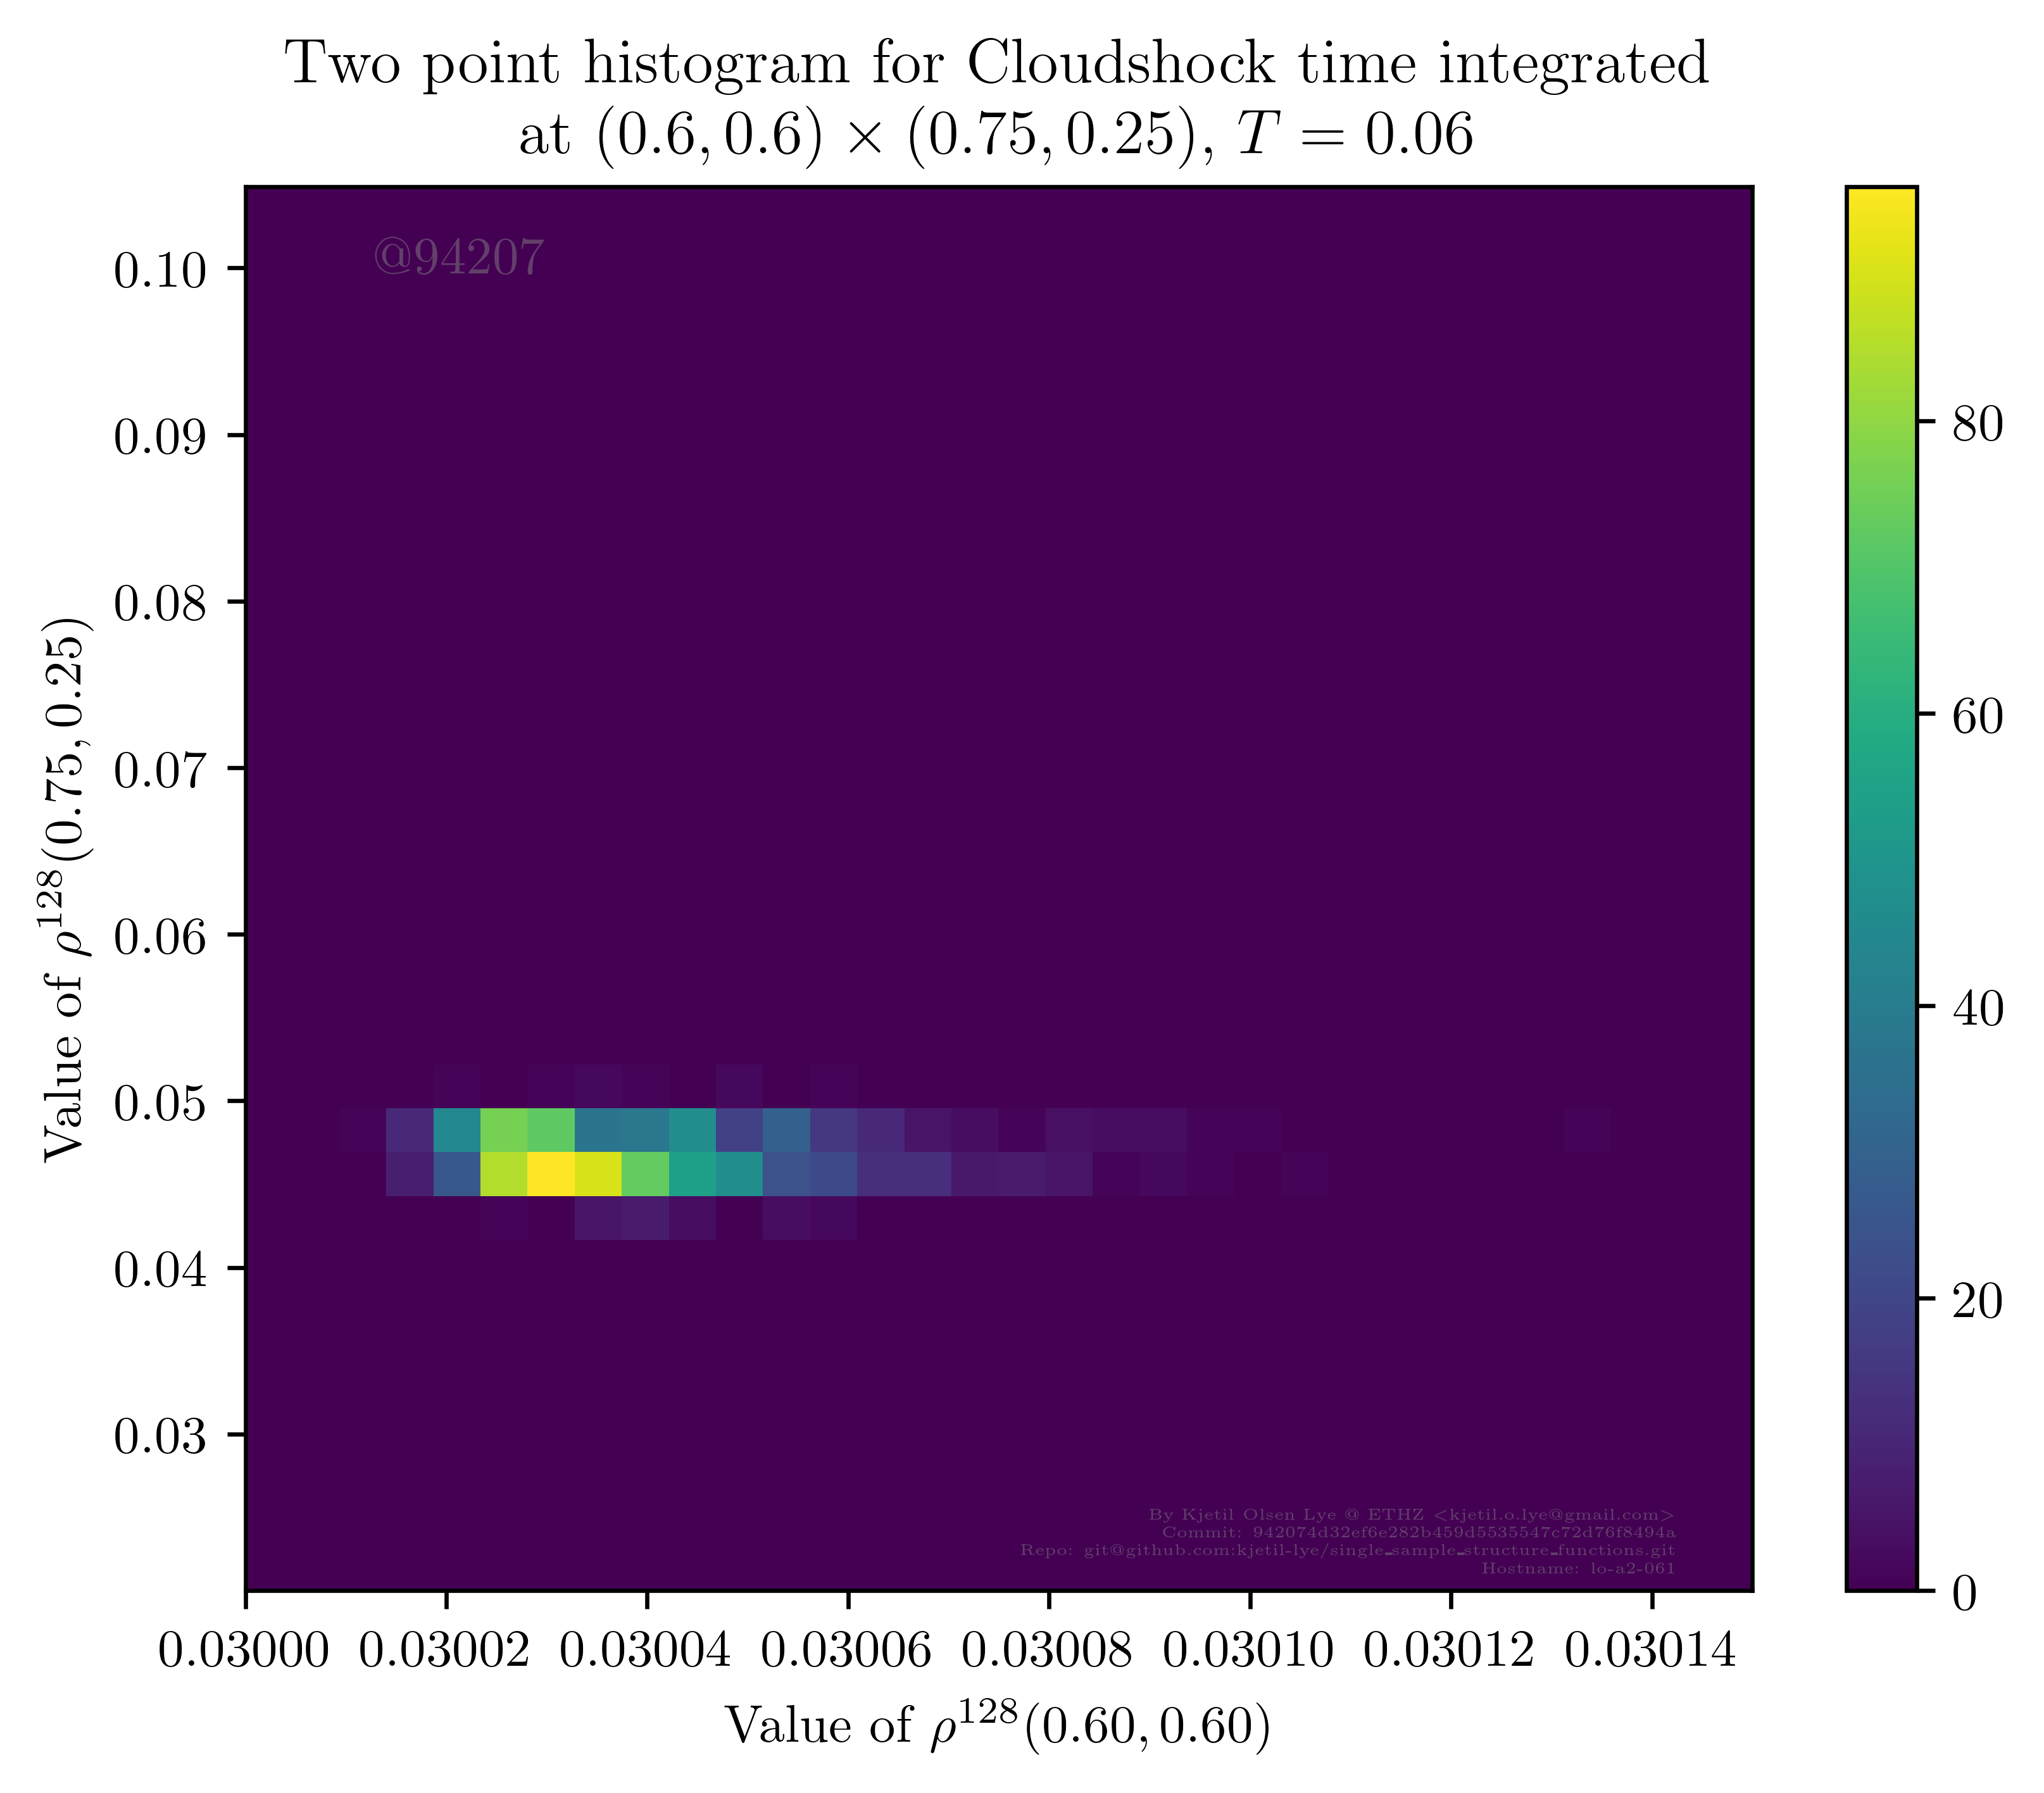 Two point histogram for Cloudshock time integrated
at (0.6, 0.6) × (0.75, 0.25), T = 0.06
@94207
0.10
0.09
0.08
0.07
0.06
0.05
0.04
0.03
Value of ρ^128(0.75, 0.25)
80
60
40
20
0
By Kjetil Olsen Lye @ ETHZ <kjetil.o.lye@gmail.com>
Commit: 942074d32ef6e282b459d5535547c72d76f8494a
Repo: git@github.com:kjetil-lye/single_sample_structure_functions.git
Hostname: lo-a2-061
0.03000 0.03002 0.03004 0.03006 0.03008 0.03010 0.03012 0.03014
Value of ρ^128(0.60, 0.60)